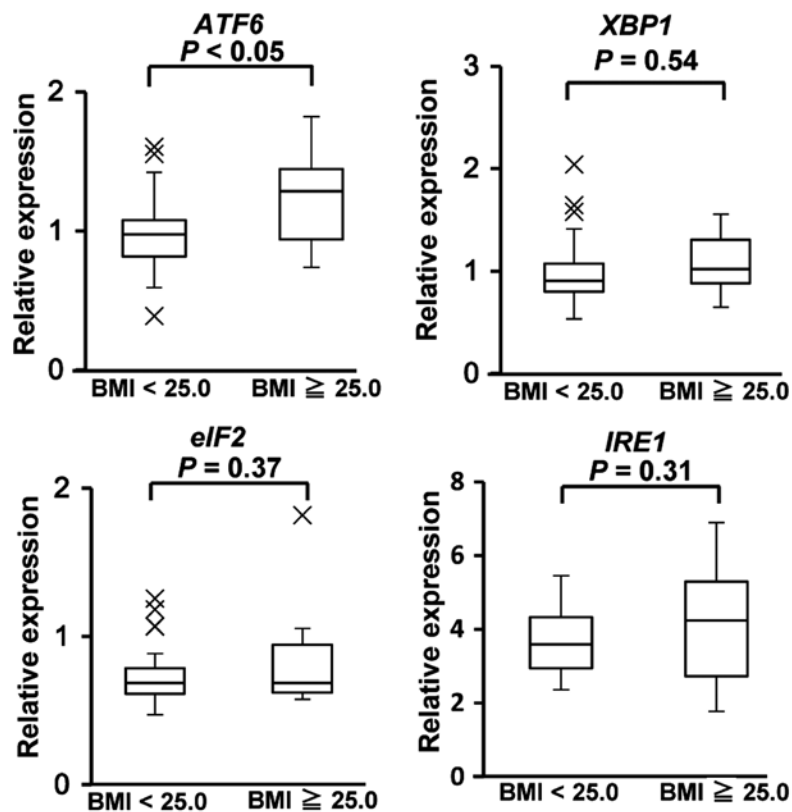 ATF6
P < 0.05
Relative expression
2
1
0
BMI < 25.0
BMI ≧ 25.0
XBP1
P = 0.54
Relative expression
3
2
1
0
BMI < 25.0
BMI ≧ 25.0
eIF2
P = 0.37
Relative expression
2
1
0
BMI < 25.0
BMI ≧ 25.0
IRE1
P = 0.31
Relative expression
8
6
4
2
0
BMI < 25.0
BMI ≧ 25.0